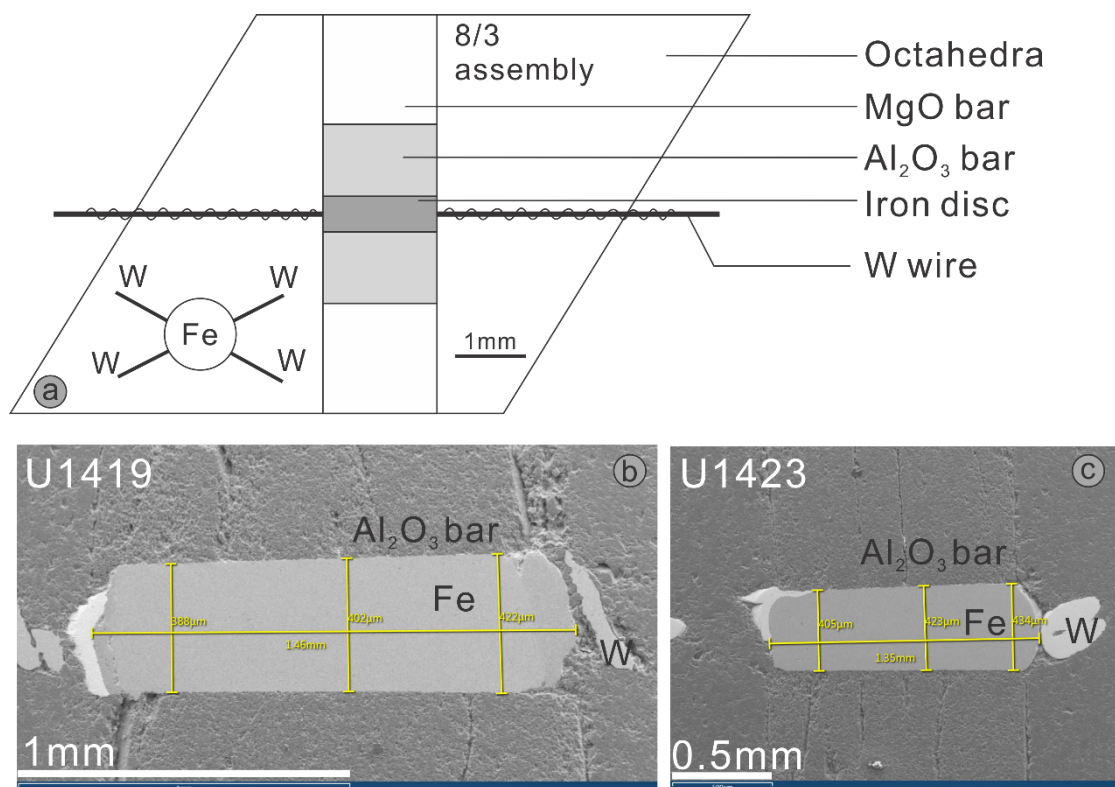 8/3
assembly
Octahedra
MgO bar
Al₂O₃ bar
Iron disc
W wire
W
W
Fe
W
W
1mm
a
U1419
b
Al₂O₃ bar
Fe
388µm
402µm
422µm
1.46mm
W
1mm
U1423
c
Al₂O₃ bar
Fe
405µm
423µm
434µm
1.35mm
W
0.5mm